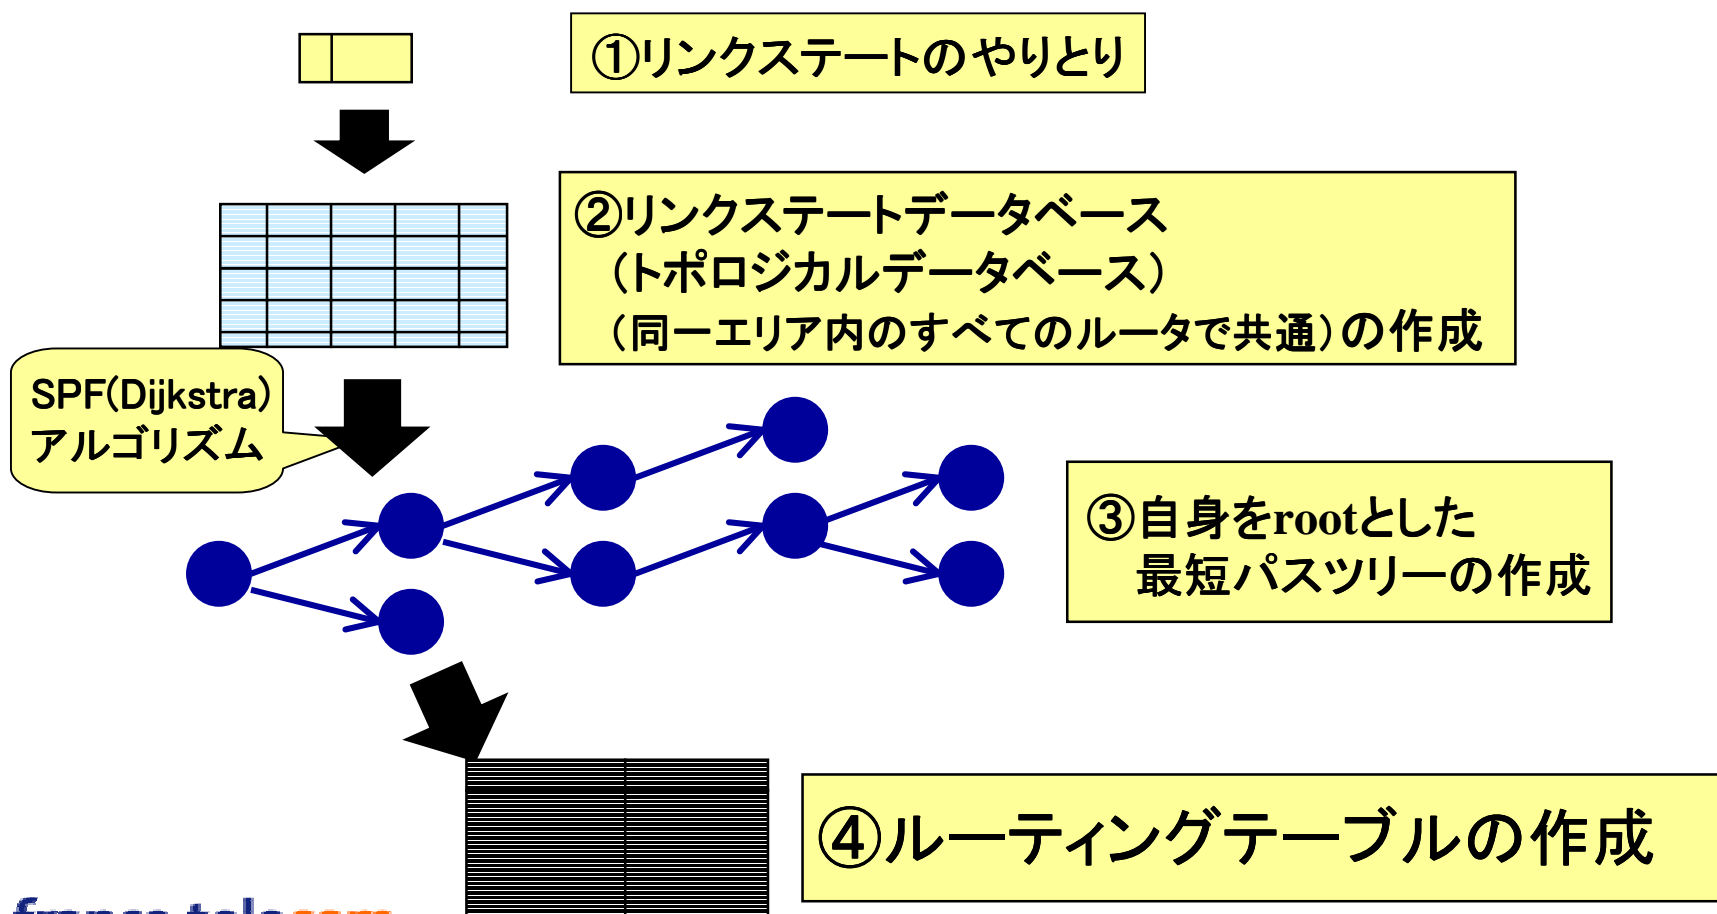 ①リンクステートのやりとり
②リンクステートデータベース
（トポロジカルデータベース）
（同一エリア内のすべてのルータで共通）の作成
SPF(Dijkstra)
アルゴリズム
③自身をrootとした
最短パスツリーの作成
④ルーティングテーブルの作成
france telecom